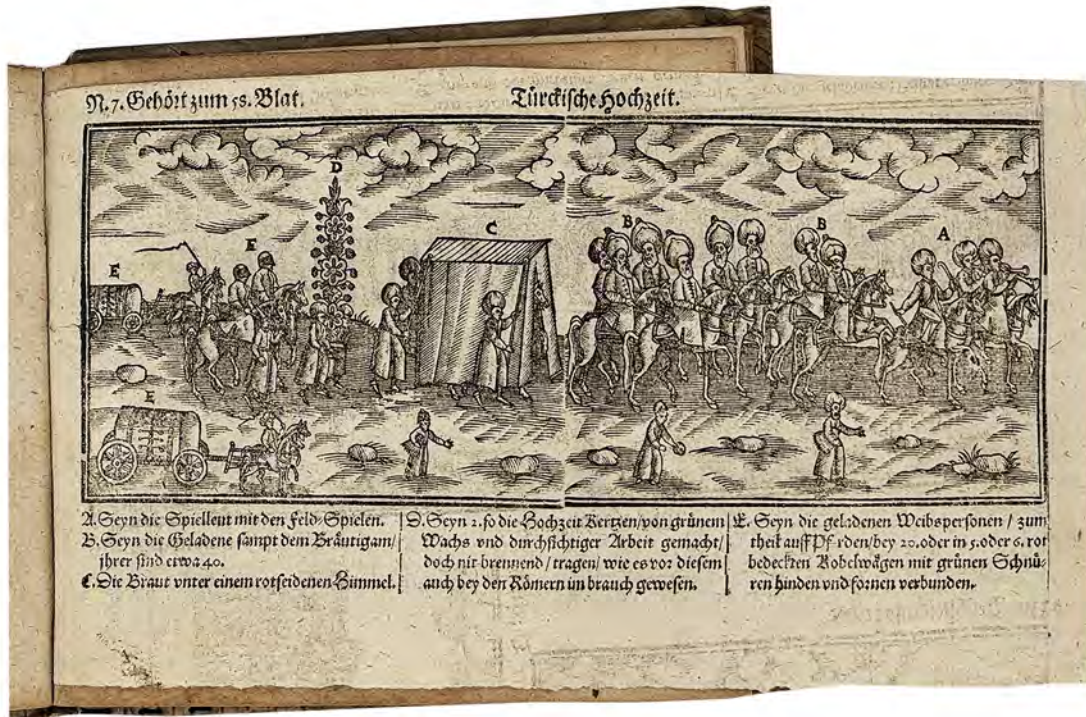 N. 7. Gehört zum 58. Blat.
Türckische Hochzeit.
D
C
B
B
A
E
E
E
A. Seyn die Spielleut mit den Feld-Spielen.
B. Seyn die Geladene sampt dem Bräutigam/
jhrer sind etwa 40.
C. Die Braut vnter einem rotseidenen Himmel.
D. Seyn 2. so die Hochzeit Kertzen/von grünem
Wachs vnd durchsichtiger Arbeit gemacht/
doch nit brennend/tragen/wie es vor diesem
auch bey den Römern im brauch gewesen.
E. Seyn die geladenen Weibspersonen/zum
theil auff Pf rden/bey 20. oder in 5. oder 6. rot
bedeckten Kobelwägen mit grünen Schnü-
ren hinden vnd fornen verbunden.